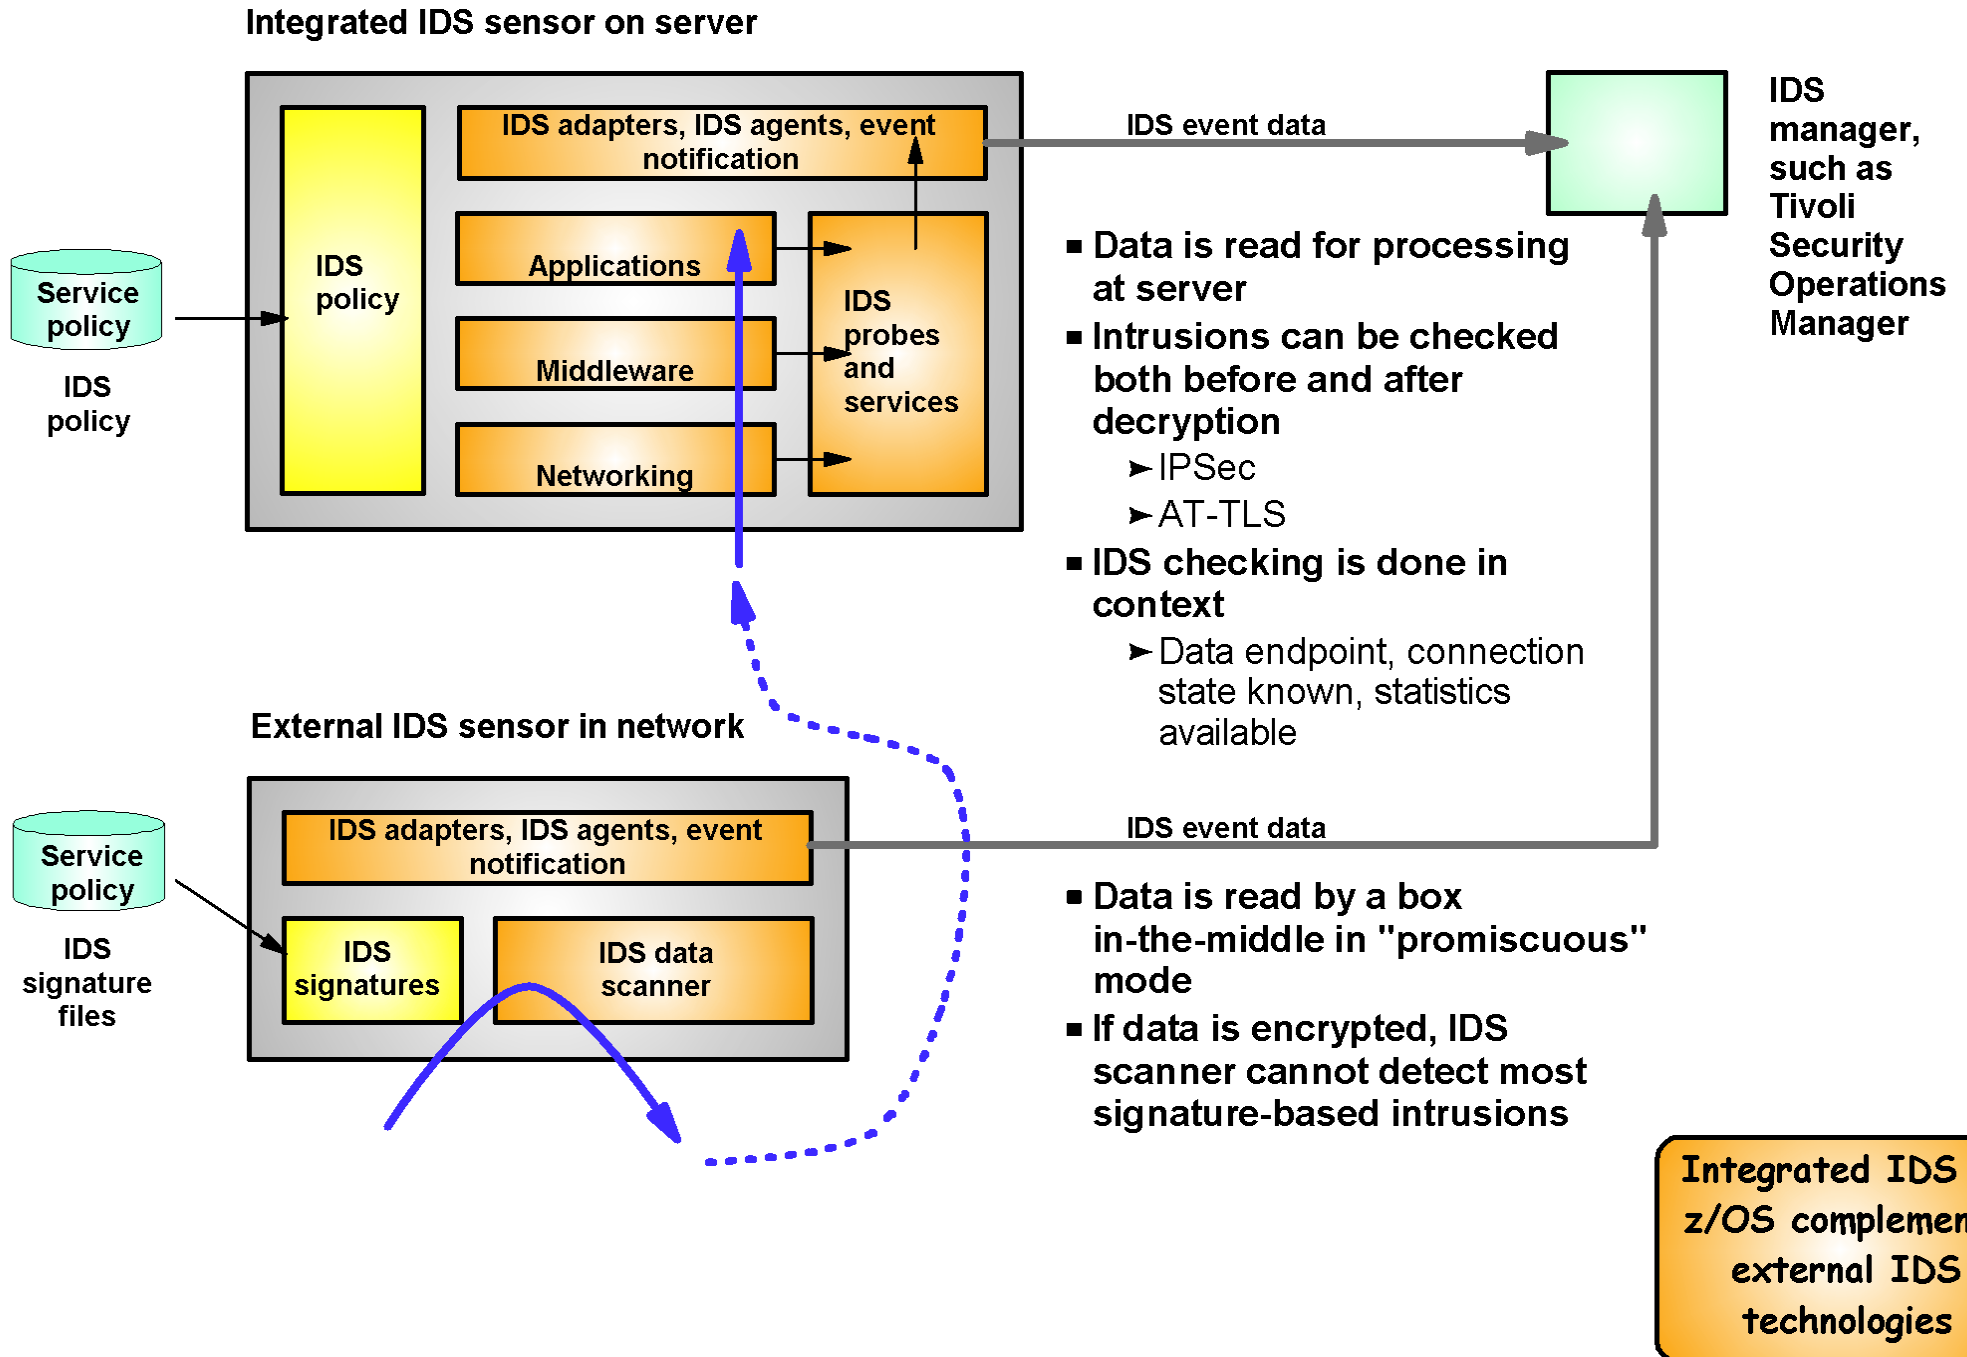 Integrated IDS sensor on server
IDS adapters, IDS agents, event
notification
IDS event data
IDS
manager,
such as
Tivoli
Security
Operations
Manager
Service
policy
IDS
policy
IDS
policy
Applications
Middleware
Networking
IDS
probes
and
services
Data is read for processing
at server
Intrusions can be checked
both before and after
decryption
IPSec
AT-TLS
IDS checking is done in
context
Data endpoint, connection
state known, statistics
available
External IDS sensor in network
IDS adapters, IDS agents, event
notification
IDS event data
Service
policy
IDS
signature
files
IDS
signatures
IDS data
scanner
Data is read by a box
in-the-middle in "promiscuous"
mode
If data is encrypted, IDS
scanner cannot detect most
signature-based intrusions
Integrated IDS
z/OS
external IDS
technologies